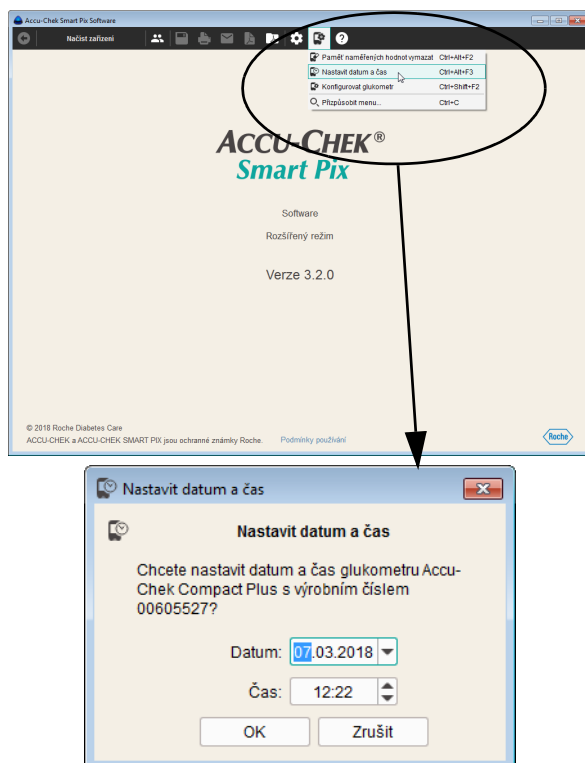 Accu-Chek Smart Pix Software
Načíst zařízení
Paměť naměřených hodnot vymazat Ctrl+Alt+F2
Nastavit datum a čas Ctrl+Alt+F3
Konfigurovat glukometr Ctrl+Shift+F2
Přizpůsobit menu... Ctrl+C
ACCU-CHEK®
Smart Pix
Software
Rozšířený režim
Verze 3.2.0
© 2018 Roche Diabetes Care
ACCU-CHEK a ACCU-CHEK SMART PIX jsou ochranné známky Roche. Podmínky používání
Roche
Nastavit datum a čas
Nastavit datum a čas
Chcete nastavit datum a čas glukometru Accu-
Chek Compact Plus s výrobním číslem
00605527?
Datum: 07.03.2018
Čas: 12:22
OK Zrušit